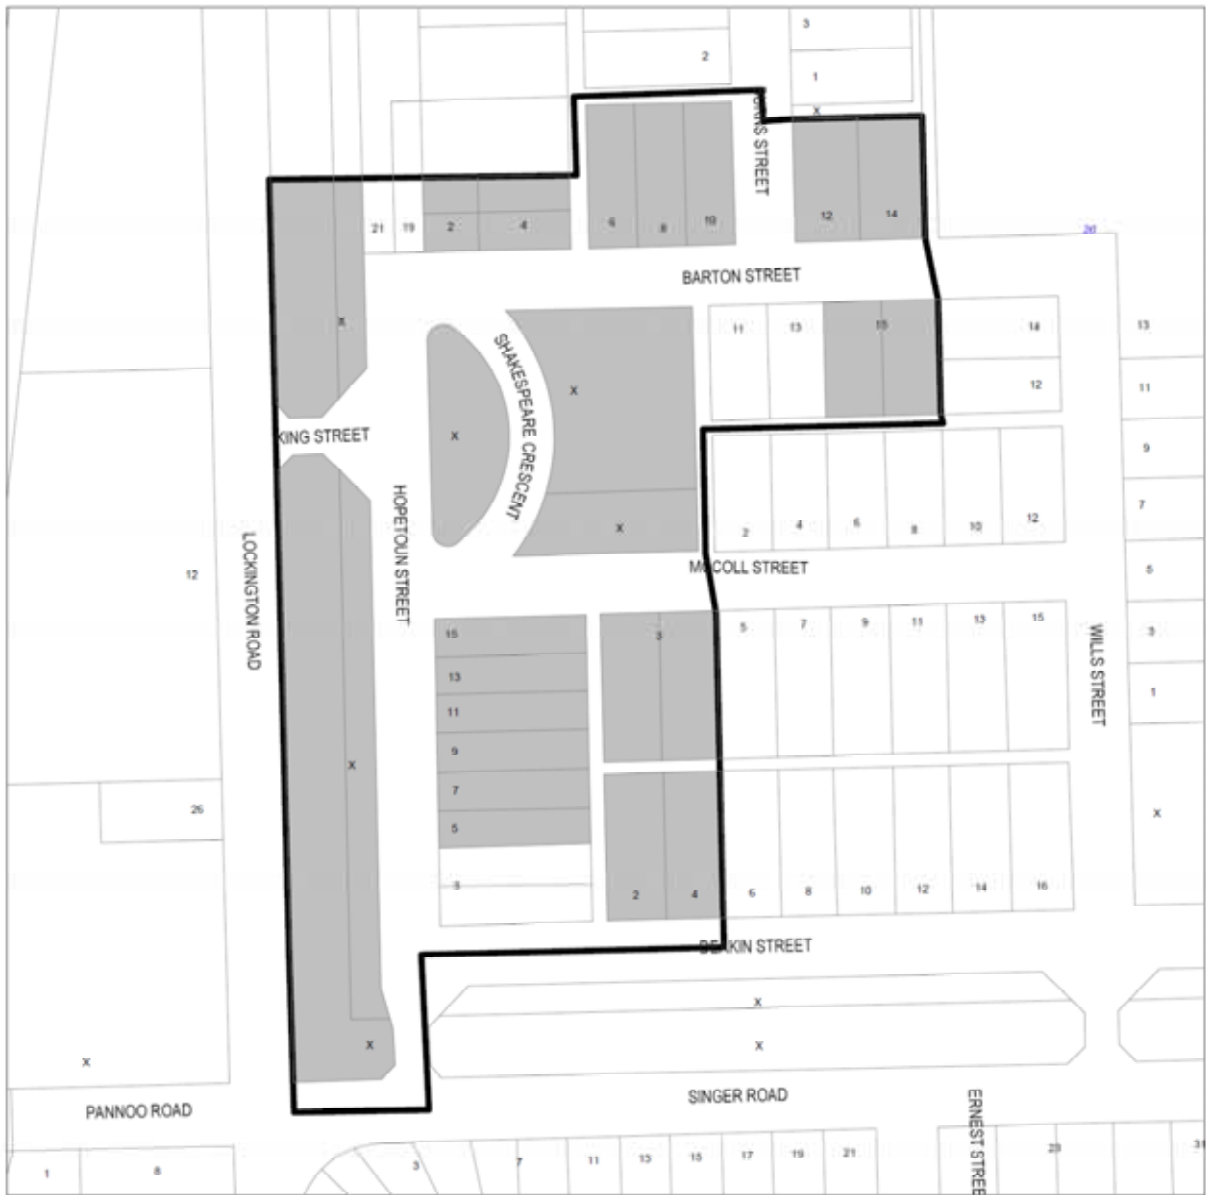 3
2
1
X
BURNS STREET
21 19 2 4 6 8 10 12 14
20
BARTON STREET
X
11 13 15 14 13
SHAKESPEARE CRESCENT
X
12 11
KING STREET
X
9
HOPETOUN STREET
X
2 4 6 8 10 12 7
LOCKINGTON ROAD
12
MCCOLL STREET
5
15 3 5 7 9 11 13 15 3
WILLS STREET
13
11
1
9
X
7
26
X
5
3 2 4 6 8 10 12 14 16
DEAKIN STREET
X
X
X
X
PANNOO ROAD
SINGER ROAD
ERNEST STREE
1 8 3 7 11 13 15 17 19 21 31